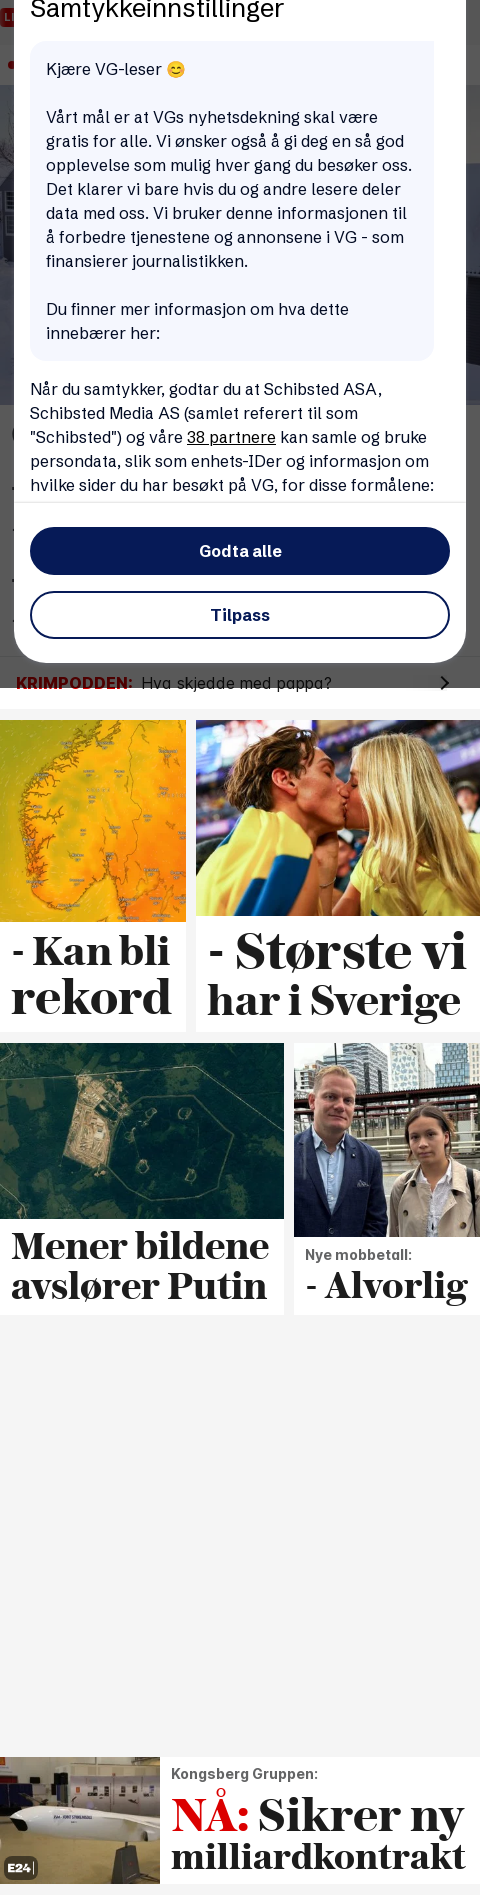 Samtykkeinnstillinger
Kjære VG-leser 😊
Vårt mål er at VGs nyhetsdekning skal være
gratis for alle. Vi ønsker også å gi deg en så god
opplevelse som mulig hver gang du besøker oss.
Det klarer vi bare hvis du og andre lesere deler
data med oss. Vi bruker denne informasjonen til
å forbedre tjenestene og annonsene i VG - som
finansierer journalistikken.
Du finner mer informasjon om hva dette
innebærer her:
Når du samtykker, godtar du at Schibsted ASA,
Schibsted Media AS (samlet referert til som
"Schibsted") og våre 38 partnere kan samle og bruke
persondata, slik som enhets-IDer og informasjon om
hvilke sider du har besøkt på VG, for disse formålene:
Godta alle
Tilpass
KRIMPODDEN: Hva skjedde med pappa?
- Kan bli
rekord
- Største vi
har i Sverige
Mener bildene
avslører Putin
Nye mobbetall:
- Alvorlig
Kongsberg Gruppen:
NÅ: Sikrer ny
milliardkontrakt
E24